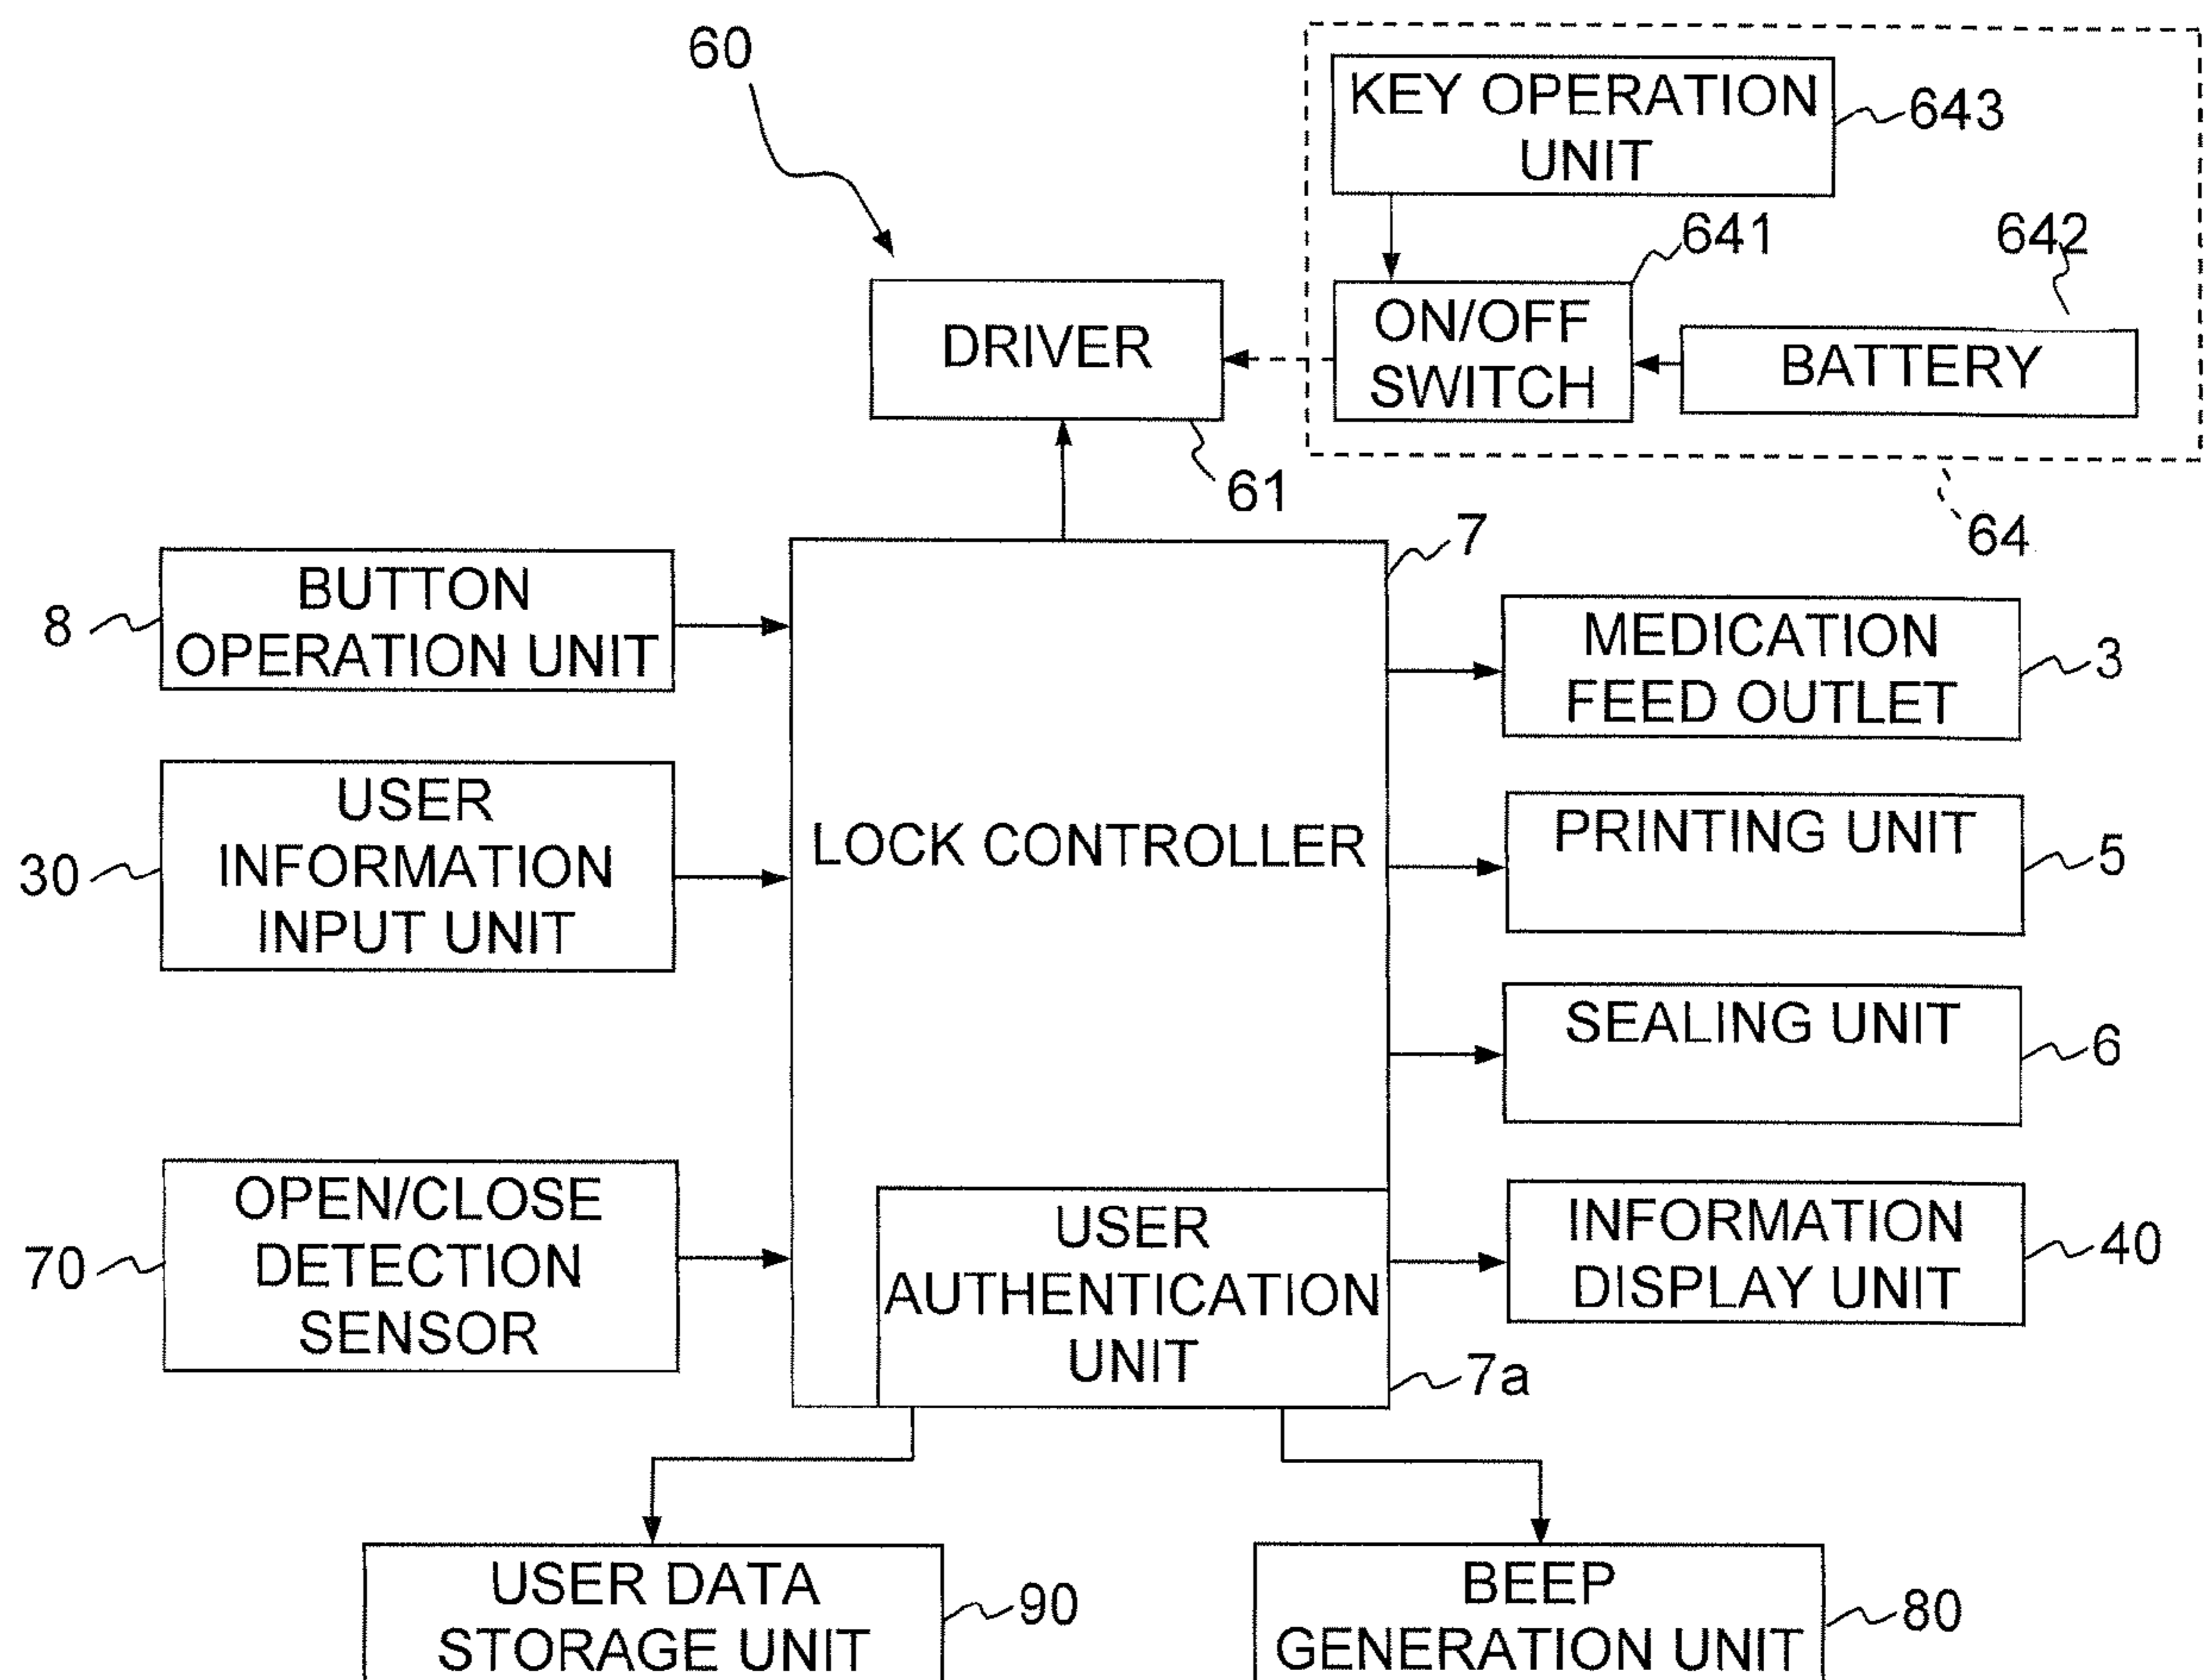 60
KEY OPERATION
UNIT
643
641
642
ON/OFF
SWITCH
BATTERY
DRIVER
61
64
7
BUTTON
OPERATION UNIT
8
MEDICATION
FEED OUTLET
3
USER
INFORMATION
INPUT UNIT
30
LOCK CONTROLLER
PRINTING UNIT
5
SEALING UNIT
6
OPEN/CLOSE
DETECTION
SENSOR
70
USER
AUTHENTICATION
UNIT
7a
INFORMATION
DISPLAY UNIT
40
USER DATA
STORAGE UNIT
90
BEEP
GENERATION UNIT
80